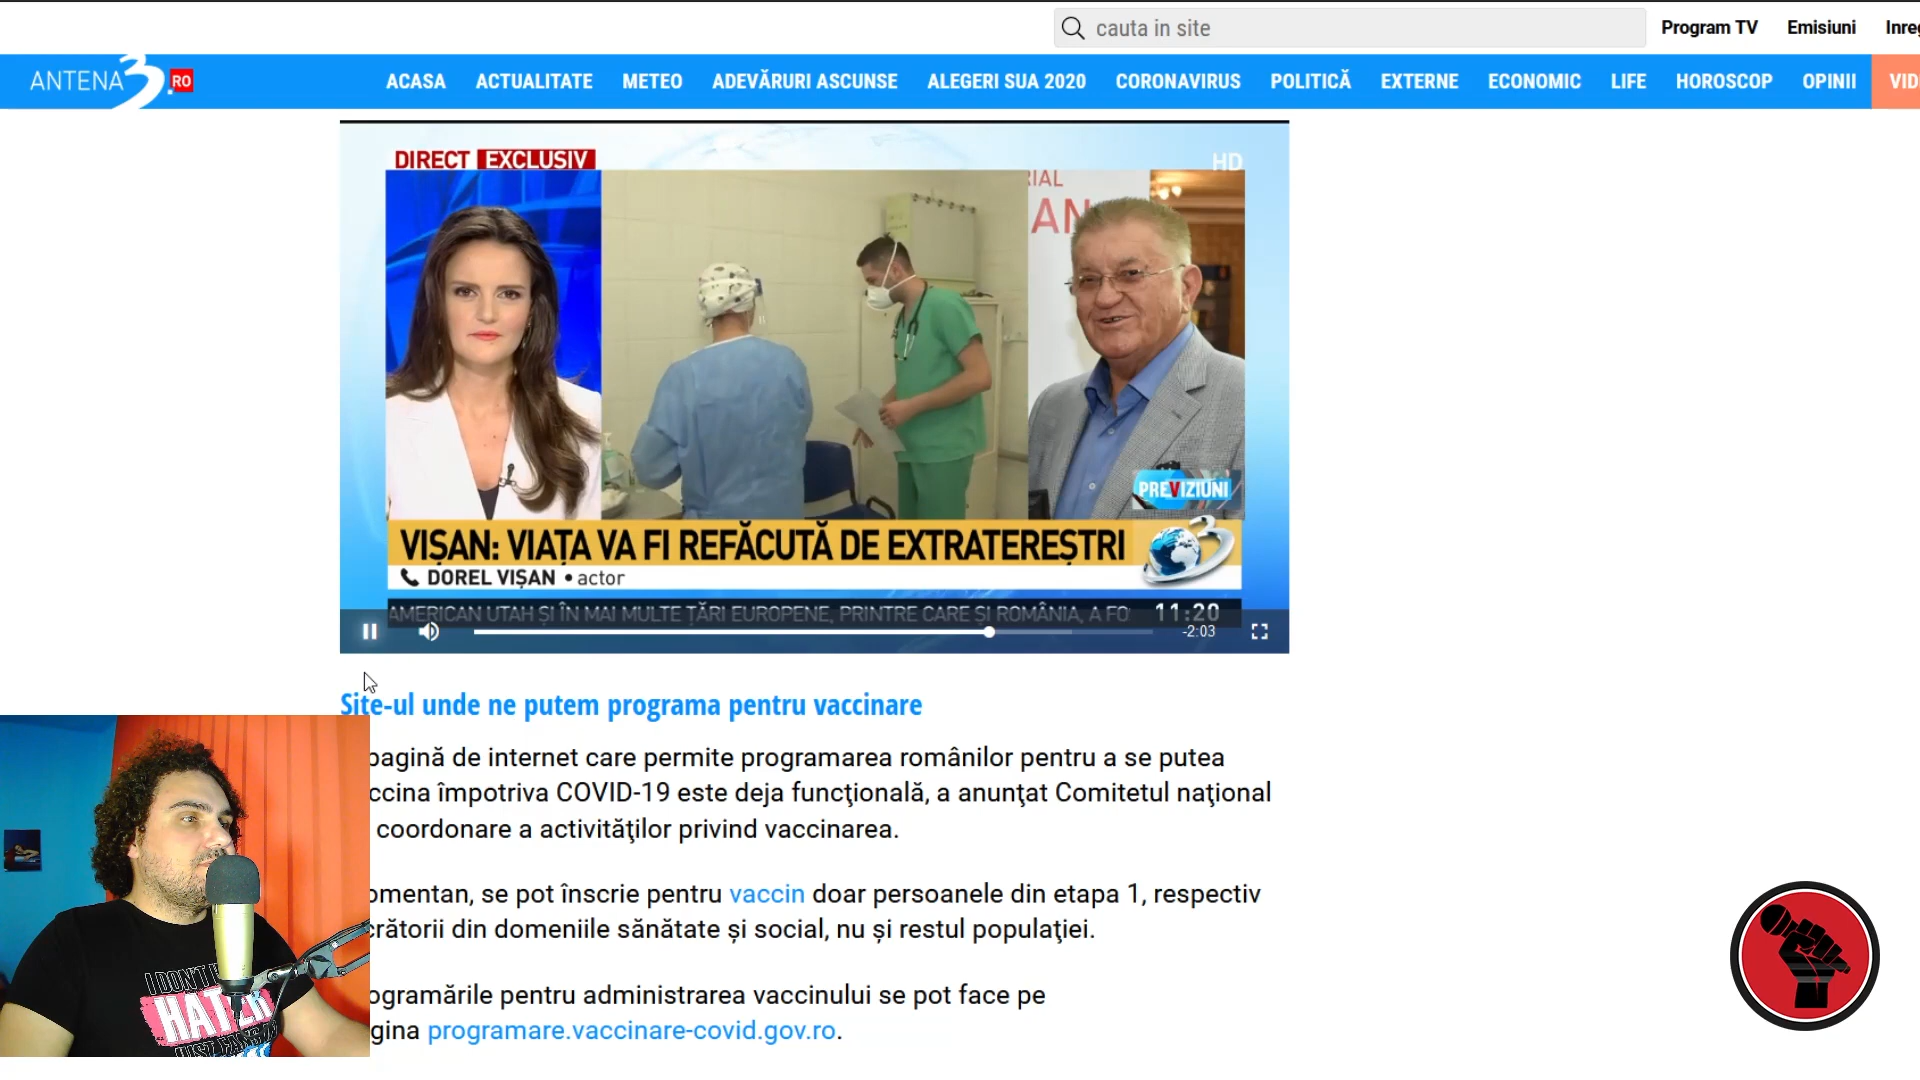 cauta in site
Program TV
Emisiuni
ANTENA 3 .RO
ACASA
ACTUALITATE
METEO
ADEVĂRURI ASCUNSE
ALEGERI SUA 2020
CORONAVIRUS
POLITICĂ
EXTERNE
ECONOMIC
LIFE
HOROSCOP
OPINII
DIRECT EXCLUSIV
HD
PREVIZIUNI
VIȘAN: VIAȚA VA FI REFĂCUTĂ DE EXTRATEREȘTRI
DOREL VIȘAN • actor
AMERICAN UTAH ȘI ÎN MAI MULTE ȚĂRI EUROPENE, PRINTRE CARE ȘI ROMÂNIA, A FO
11:20
-2:03
Site-ul unde ne putem programa pentru vaccinare
pagină de internet care permite programarea românilor pentru a se putea
ccina împotriva COVID-19 este deja funcţională, a anunţat Comitetul naţional
coordonare a activităţilor privind vaccinarea.
omentan, se pot înscrie pentru vaccin doar persoanele din etapa 1, respectiv
crătorii din domeniile sănătate şi social, nu şi restul populaţiei.
ogramările pentru administrarea vaccinului se pot face pe
gina programare.vaccinare-covid.gov.ro.
I DON'T
HATER